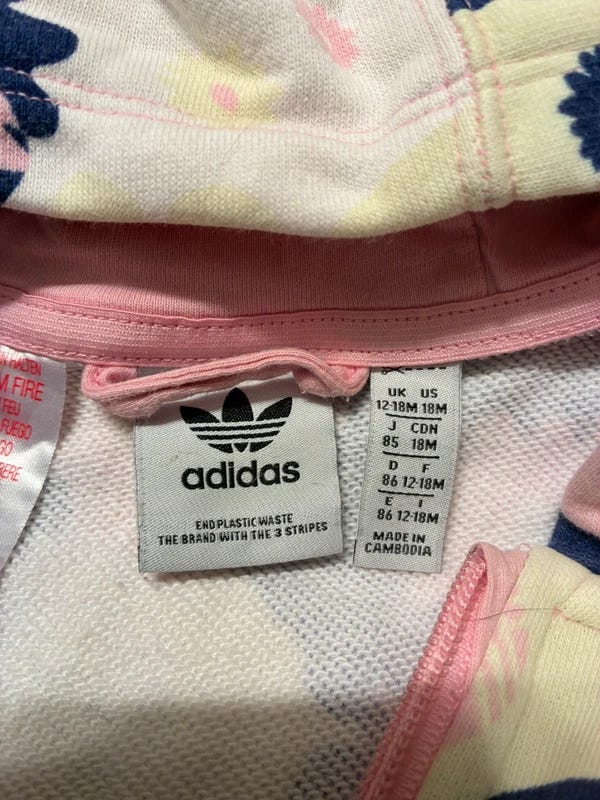 M FIRE
FEU
FUEGO
GO
adidas
END PLASTIC WASTE
THE BRAND WITH THE 3 STRIPES
UK US
12-18M 18M
J CDN
85 18M
D F
86 12-18M
E I
86 12-18M
MADE IN
CAMBODIA